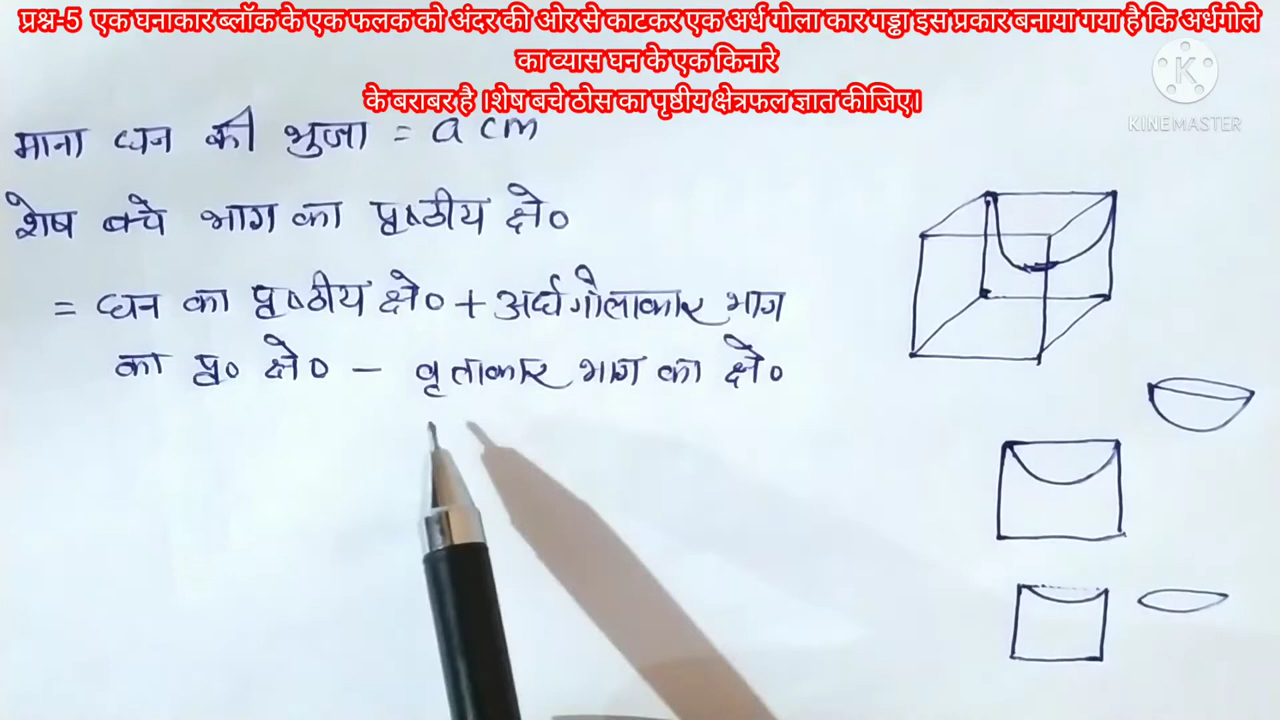 प्रश्न-5 एक घनाकार ब्लॉक के एक फलक को अंदर की ओर से काटकर एक अर्ध गोला कार गड्ढा इस प्रकार बनाया गया है कि अर्धगोले
का व्यास घन के एक किनारे
के बराबर है ।शेष बचे ठोस का पृष्ठीय क्षेत्रफल ज्ञात कीजिए।
K
KINEMASTER
माना घन की भुजा = a cm
शेष बचे भाग का पृष्ठीय क्षे०
= घन का पृष्ठीय क्षे० + अर्धगोलाकार भाग
का पृ० क्षे० - वृताकार भाग का क्षे०